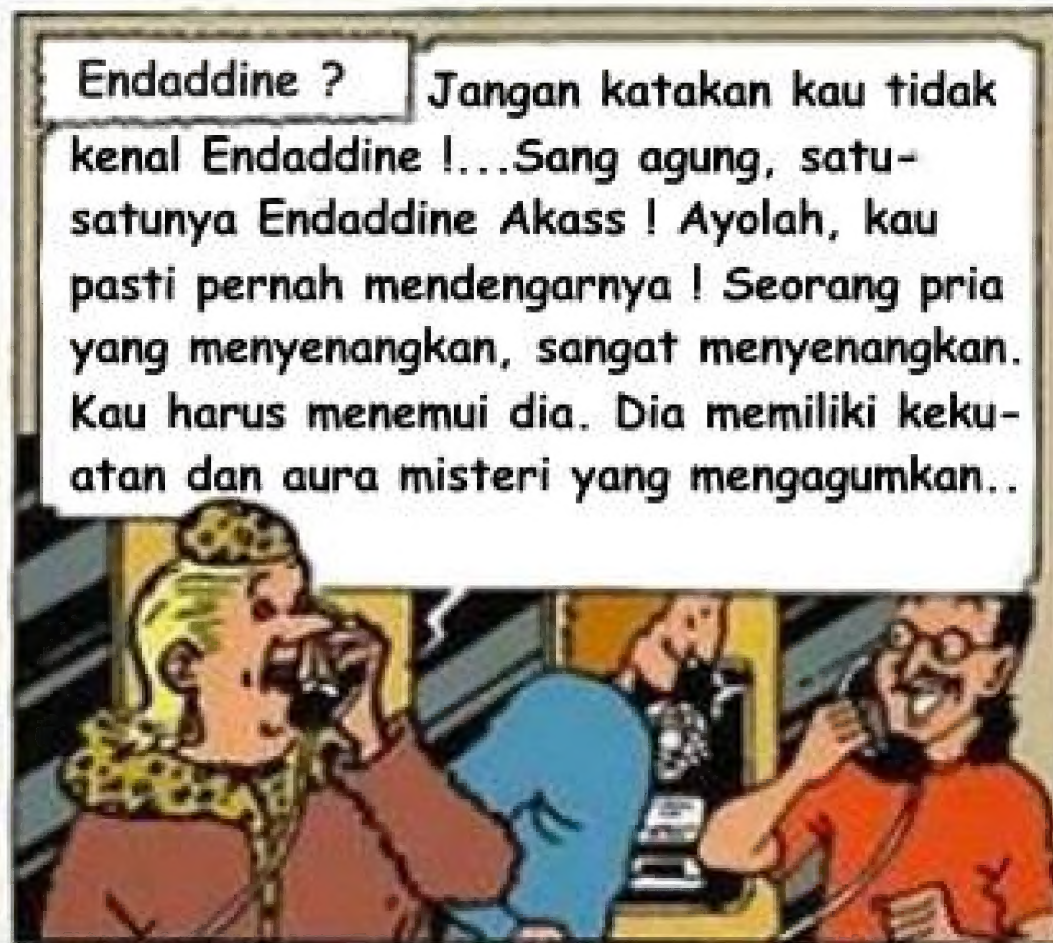 Endaddine ?
Jangan katakan kau tidak
kenal Endaddine !...Sang agung, satu-
satunya Endaddine Akass ! Ayolah, kau
pasti pernah mendengarnya ! Seorang pria
yang menyenangkan, sangat menyenangkan.
Kau harus menemui dia. Dia memiliki keku-
atan dan aura misteri yang mengagumkan..